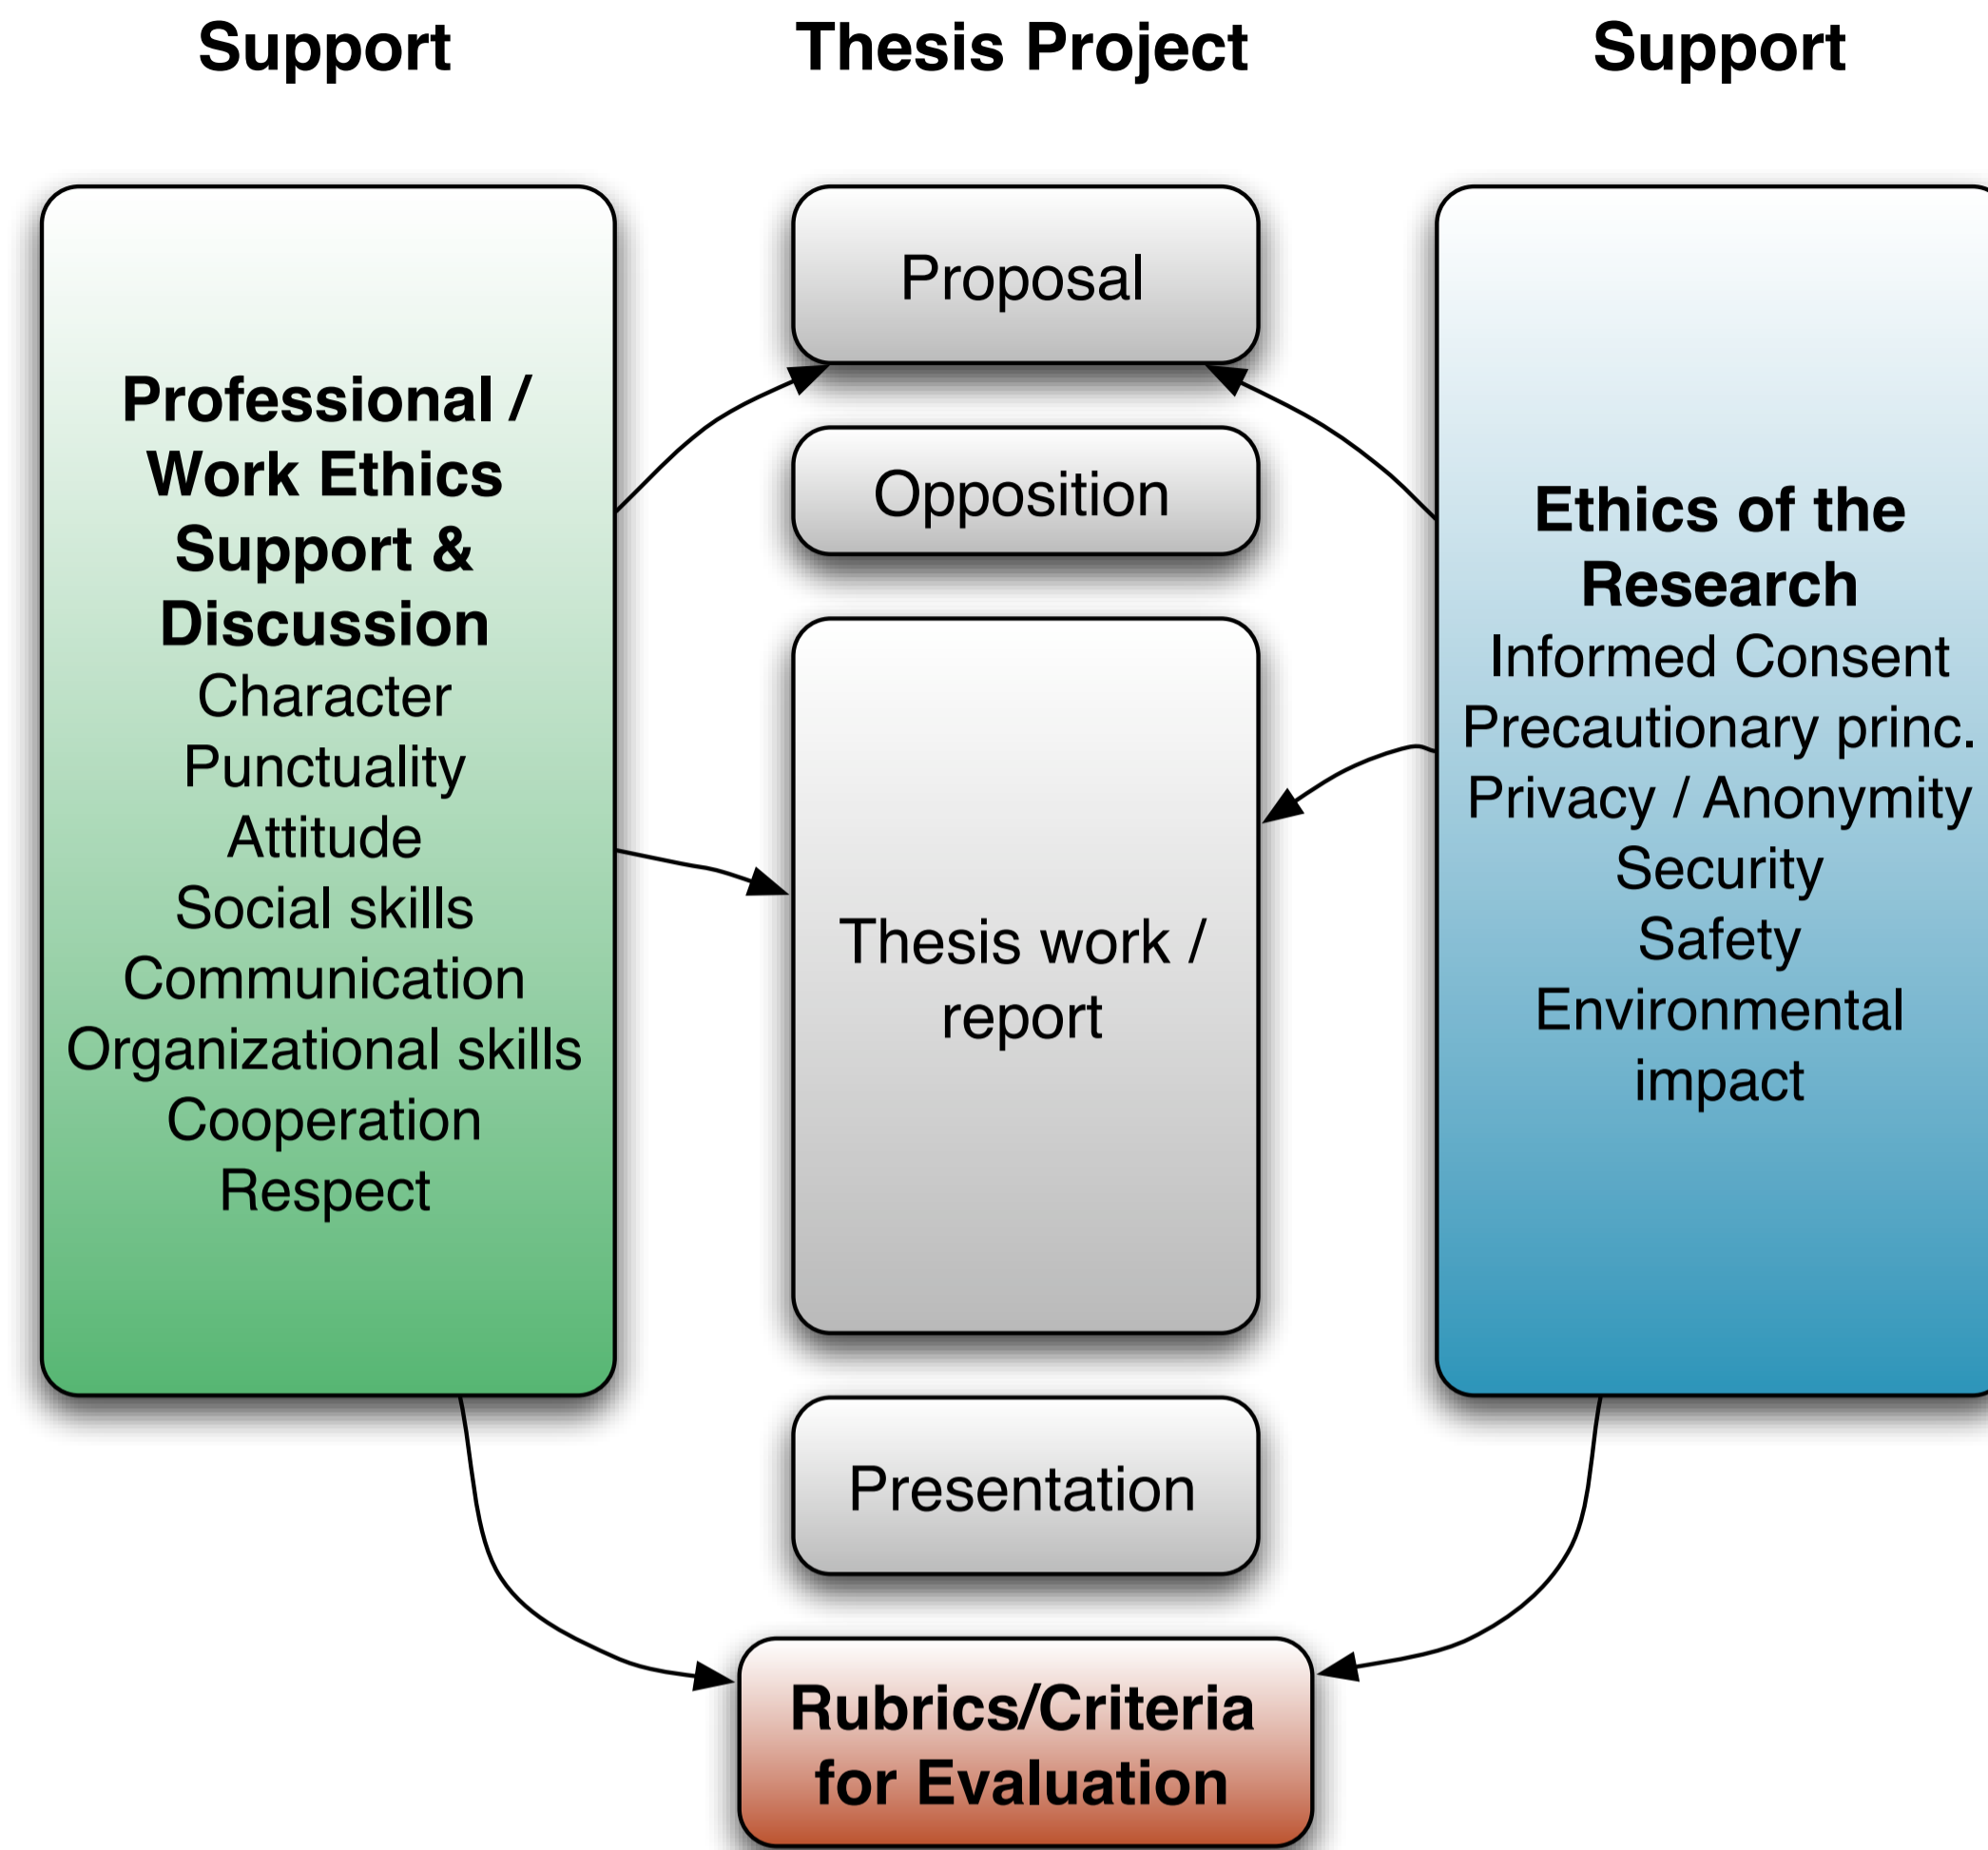 Support
Thesis Project
Support
Professional /
Work Ethics
Support &
Discussion
Character
Punctuality
Attitude
Social skills
Communication
Organizational skills
Cooperation
Respect
Proposal
Opposition
Thesis work /
report
Presentation
Ethics of the
Research
Informed Consent
Precautionary princ.
Privacy / Anonymity
Security
Safety
Environmental
impact
Rubrics/Criteria
for Evaluation